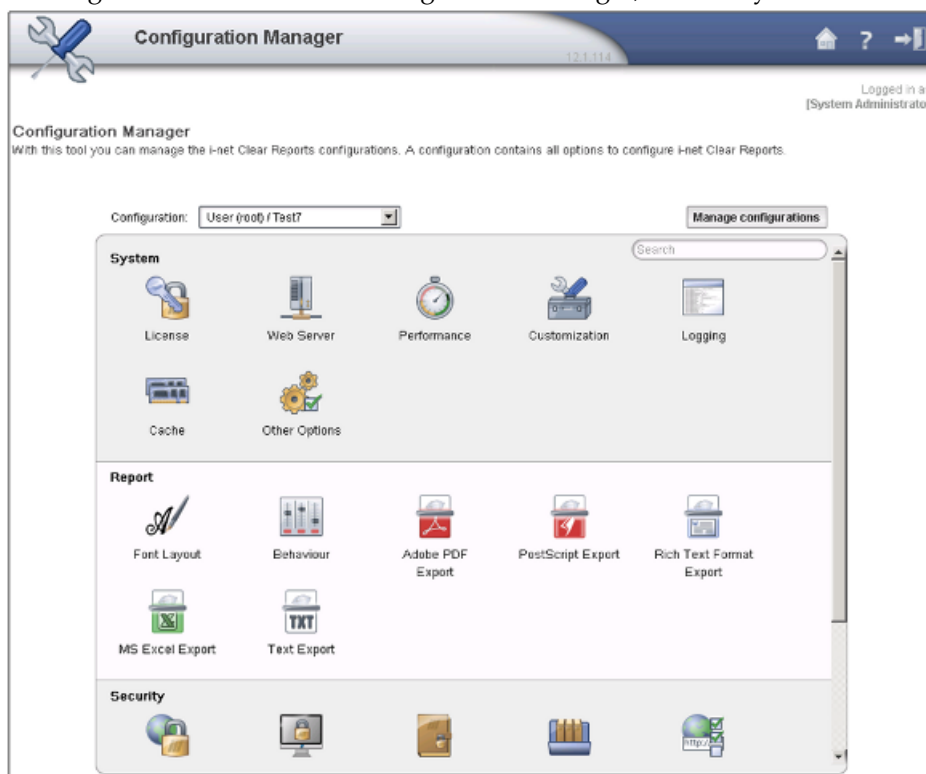 Configuration Manager
12.1.114
?
Logged in a
[System Administrato
Configuration Manager
With this tool you can manage the i-net Clear Reports configurations. A configuration contains all options to configure i-net Clear Reports.
Configuration: User (root) / Test7 Manage configurations
System Search
License Web Server Performance Customization Logging
Cache Other Options
Report
Font Layout Behaviour Adobe PDF Export PostScript Export Rich Text Format Export
TXT
MS Excel Export Text Export
Security
http://